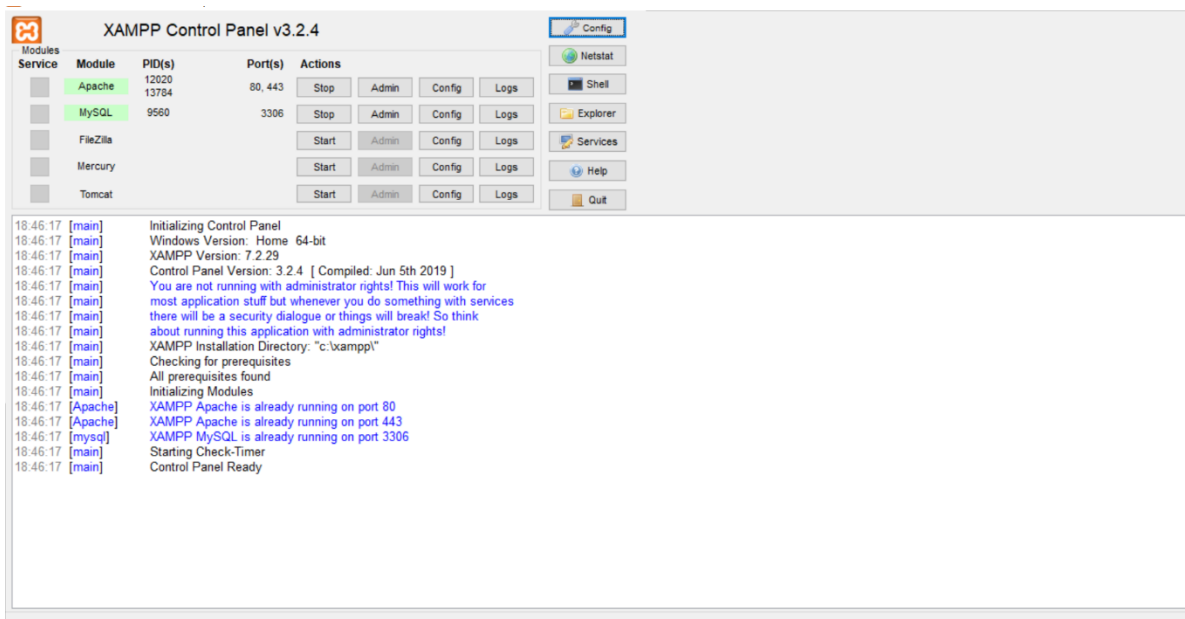 XAMPP Control Panel v3.2.4
Modules
Service Module PID(s) Port(s) Actions
Apache 12020 13784 80, 443 Stop Admin Config Logs
MySQL 9560 3306 Stop Admin Config Logs
FileZilla Start Admin Config Logs
Mercury Start Admin Config Logs
Tomcat Start Admin Config Logs
Config
Netstat
Shell
Explorer
Services
Help
Quit
18:46:17 [main] Initializing Control Panel
18:46:17 [main] Windows Version: Home 64-bit
18:46:17 [main] XAMPP Version: 7.2.29
18:46:17 [main] Control Panel Version: 3.2.4 [ Compiled: Jun 5th 2019 ]
18:46:17 [main] You are not running with administrator rights! This will work for
18:46:17 [main] most application stuff but whenever you do something with services
18:46:17 [main] there will be a security dialogue or things will break! So think
18:46:17 [main] about running this application with administrator rights!
18:46:17 [main] XAMPP Installation Directory: "c:\xampp\"
18:46:17 [main] Checking for prerequisites
18:46:17 [main] All prerequisites found
18:46:17 [main] Initializing Modules
18:46:17 [Apache] XAMPP Apache is already running on port 80
18:46:17 [Apache] XAMPP Apache is already running on port 443
18:46:17 [mysql] XAMPP MySQL is already running on port 3306
18:46:17 [main] Starting Check-Timer
18:46:17 [main] Control Panel Ready